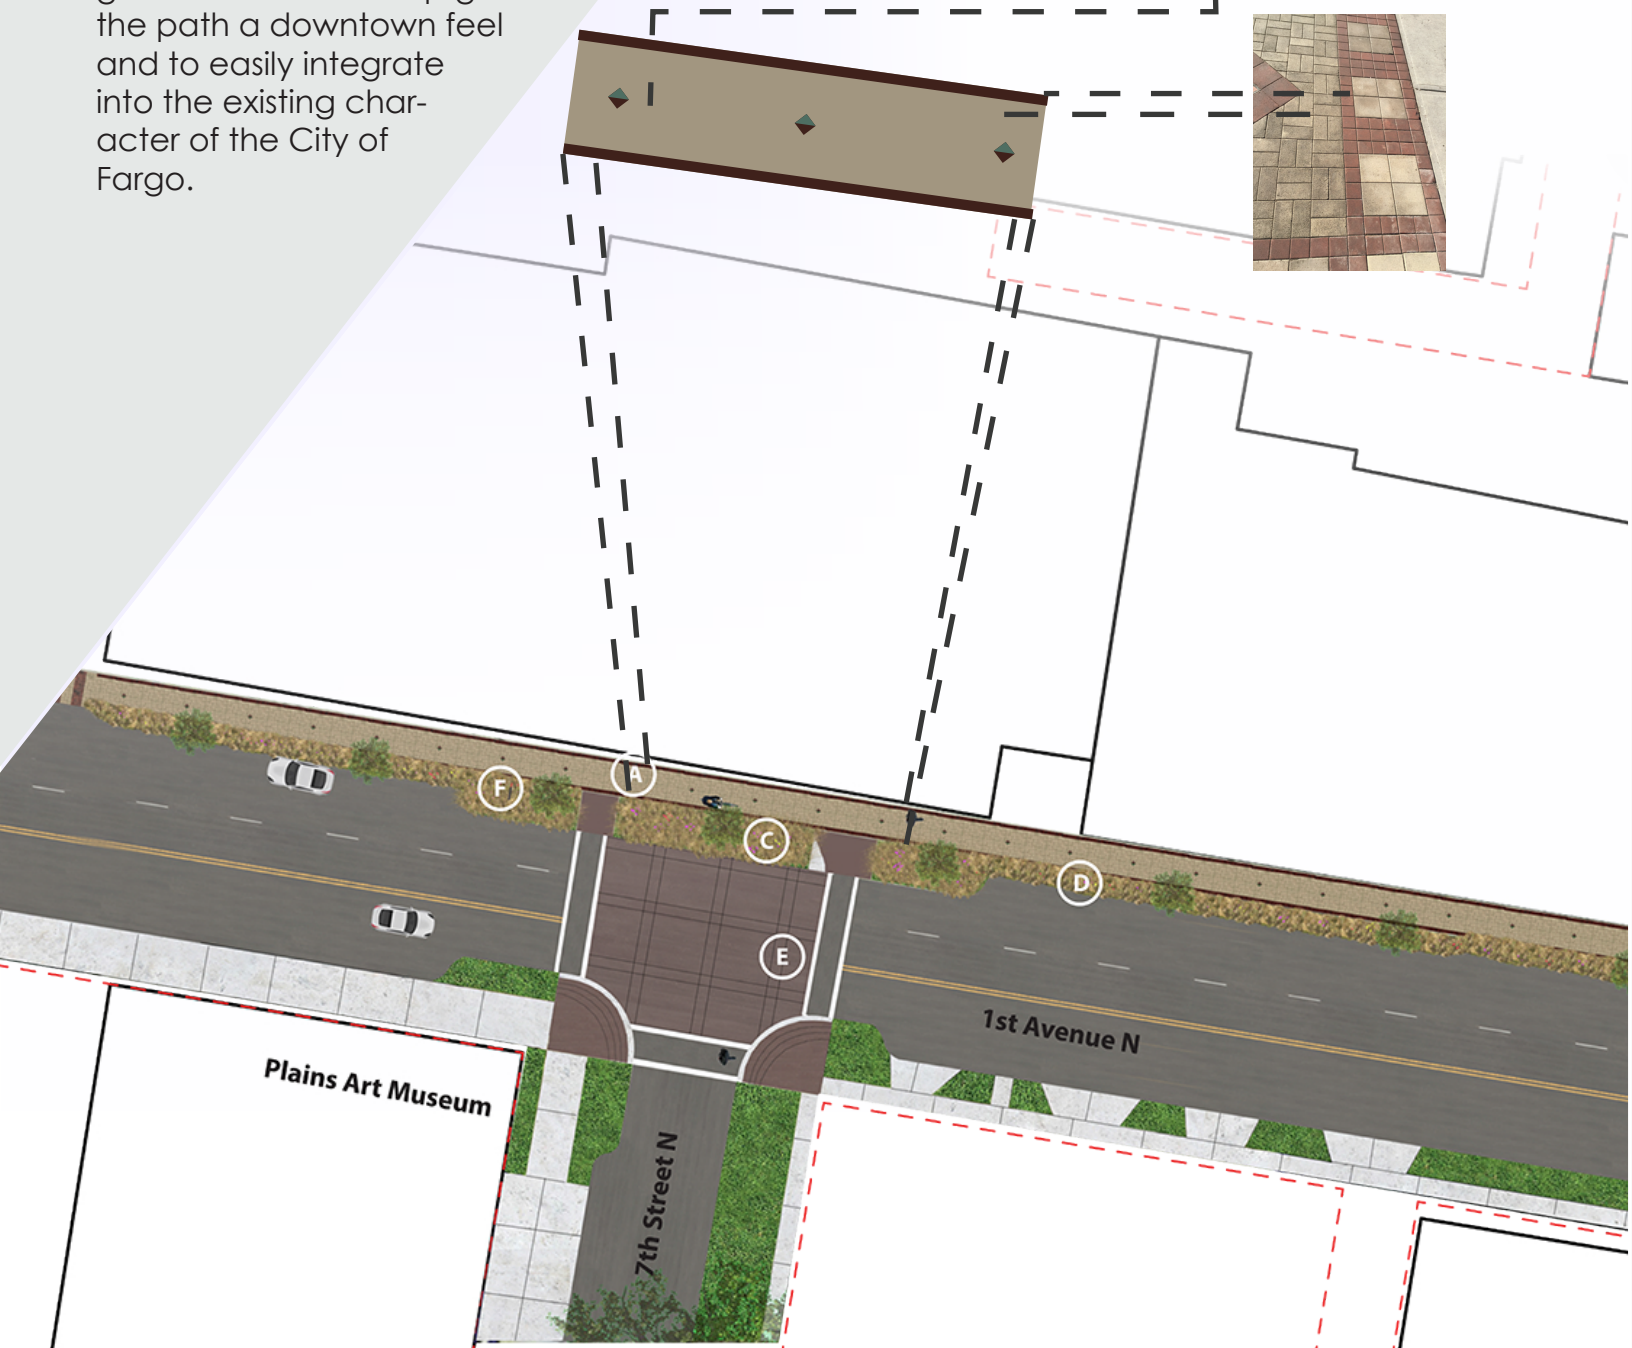 the path a downtown feel
and to easily integrate
into the existing char-
acter of the City of
Fargo.
A
F
C
D
E
1st Avenue N
Plains Art Museum
7th Street N